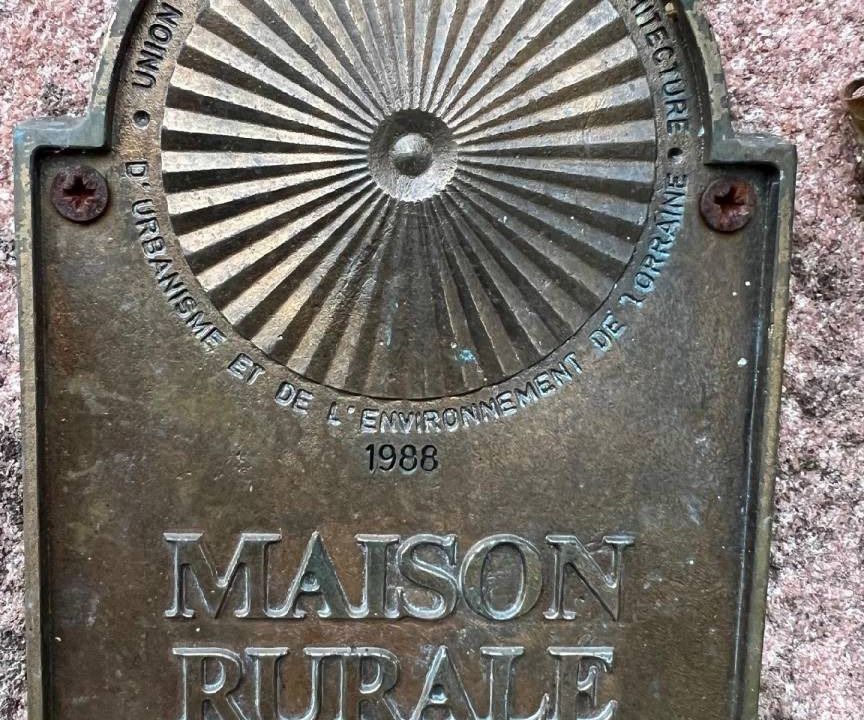 UNION
ITECTURE • D'URBANISME ET DE L'ENVIRONNEMENT DE LORRAINE
1988
MAISON
RURALE